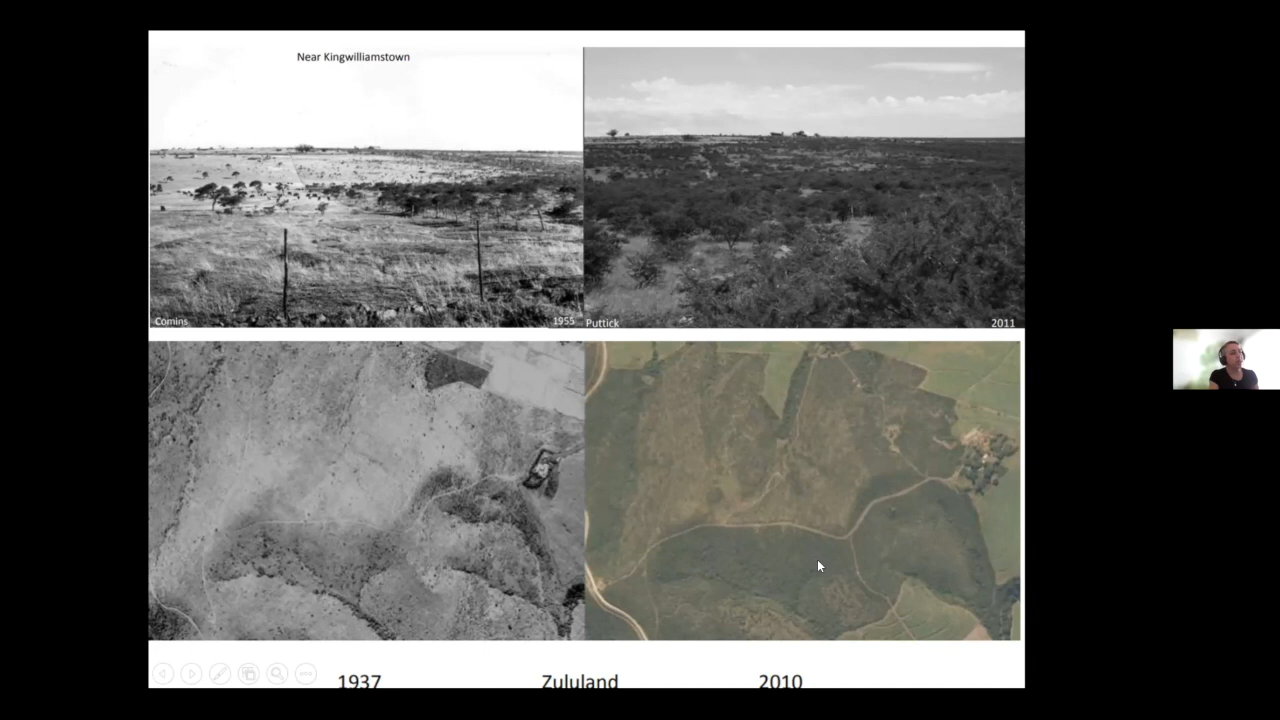 Near Kingwilliamstown
Comins
1955
Puttick
2011
1937
Zululand
2010